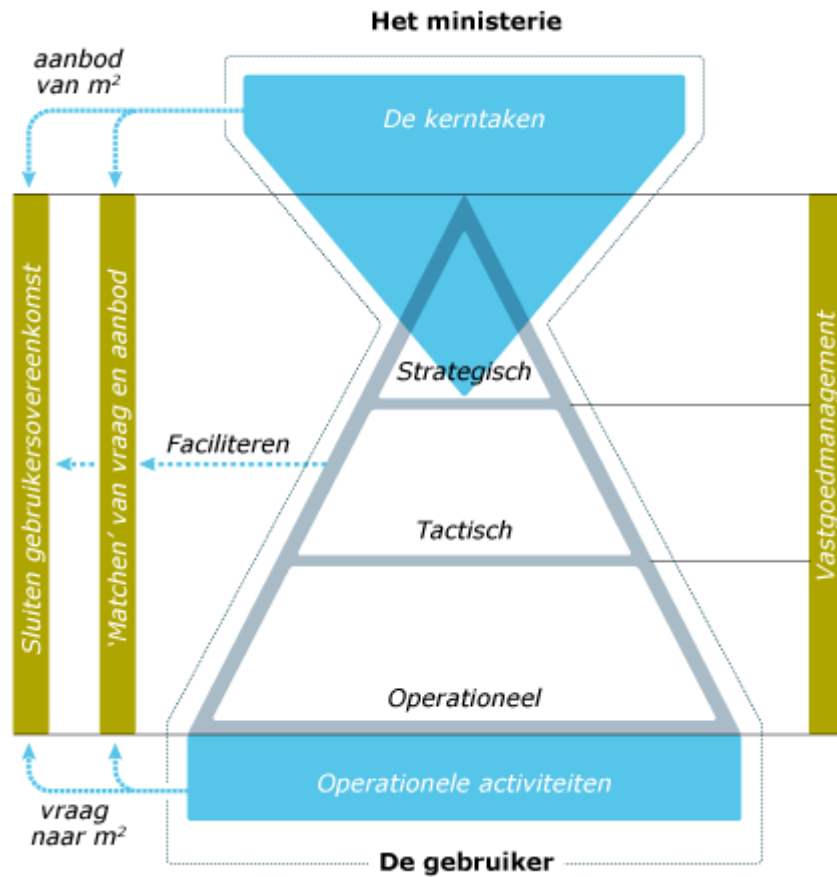 Het ministerie
aanbod
van m²
De kerntaken
Sluiten gebruikersovereenkomst
‘Matchen’ van vraag en aanbod
Vastgoedmanagement
Strategisch
Faciliteren
Tactisch
Operationeel
Operationele activiteiten
vraag
naar m²
De gebruiker